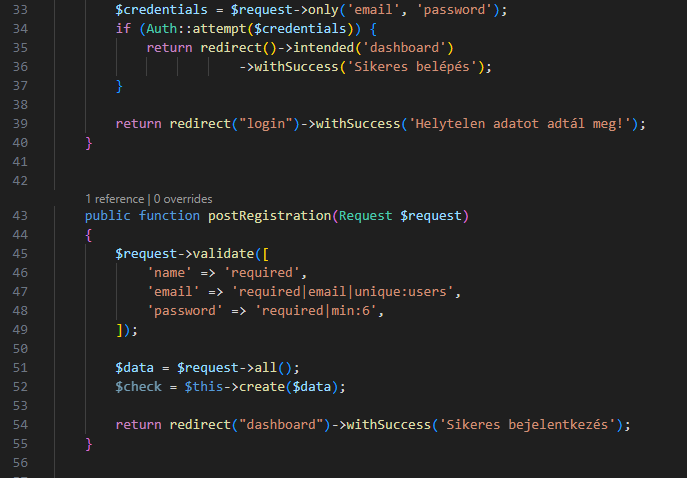 33 $credentials = $request->only('email', 'password');
34 if (Auth::attempt($credentials)) {
35 return redirect()->intended('dashboard')
36 ->withSuccess('Sikeres belépés');
37 }
38
39 return redirect("login")->withSuccess('Helytelen adatot adtál meg!');
40 }
41
42
1 reference | 0 overrides
43 public function postRegistration(Request $request)
44 {
45 $request->validate([
46 'name' => 'required',
47 'email' => 'required|email|unique:users',
48 'password' => 'required|min:6',
49 ]);
50
51 $data = $request->all();
52 $check = $this->create($data);
53
54 return redirect("dashboard")->withSuccess('Sikeres bejelentkezés');
55 }
56